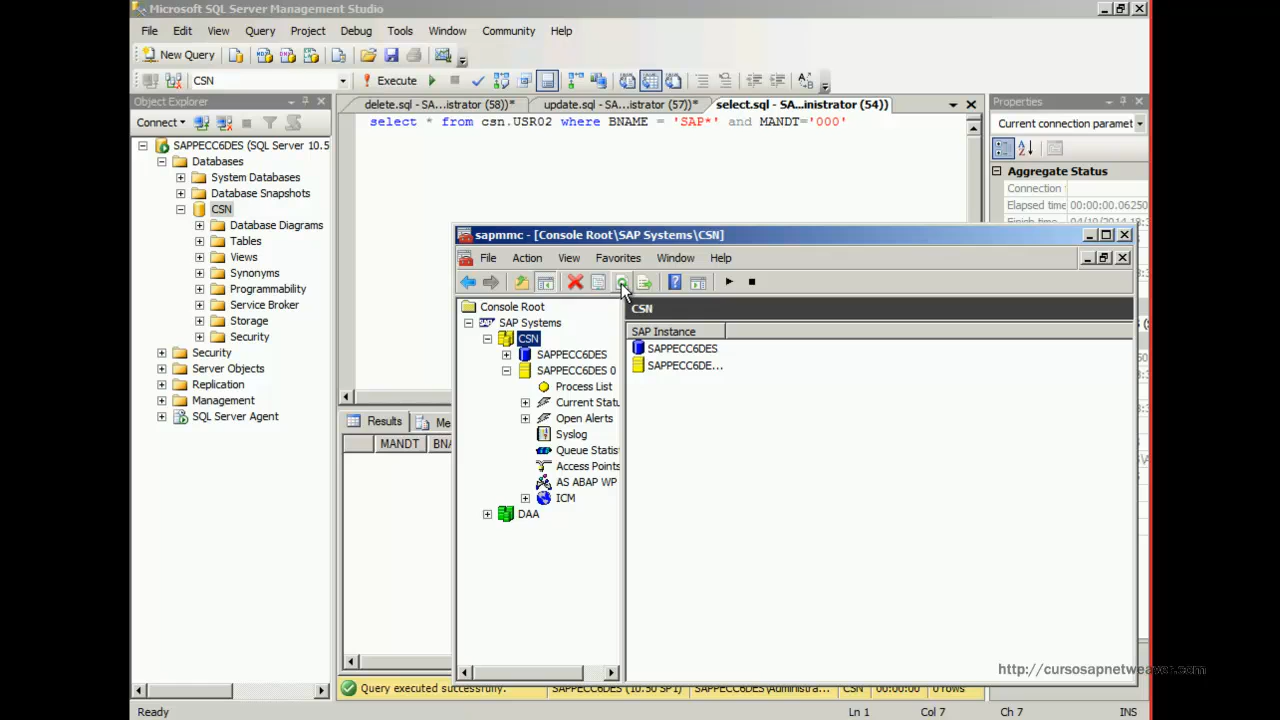 Microsoft SQL Server Management Studio
File Edit View Query Project Debug Tools Window Community Help
New Query
CSN Execute
Object Explorer
delete.sql - SA...istrator (58))* update.sql - SA...istrator (57))* select.sql - SA...inistrator (54))
Properties
Connect
select * from csn.USR02 where BNAME = 'SAP*' and MANDT='000'
Current connection paramet
SAPPECC6DES (SQL Server 10.5
Databases
System Databases
Database Snapshots
CSN
Database Diagrams
Tables
Views
Synonyms
Programmability
Service Broker
Storage
Security
Security
Server Objects
Replication
Management
SQL Server Agent
Aggregate Status
Connection
Elapsed time 00:00:00.06250
sapmmc - [Console Root\SAP Systems\CSN]
File Action View Favorites Window Help
Console Root
SAP Systems
CSN
SAPPECC6DES
SAPPECC6DES 0
Process List
Current Statu
Open Alerts
Syslog
Queue Statis
Access Points
AS ABAP WP
ICM
DAA
CSN
SAP Instance
SAPPECC6DES
SAPPECC6DE...
Results Me
MANDT BNA
http://cursosapnetweaver.com
Query executed successfully. SAPPECC6DES (10.50 SP1) SAPPECC6DES\Administra... CSN 00:00:00 0 rows
Ready Ln 1 Col 7 Ch 7 INS